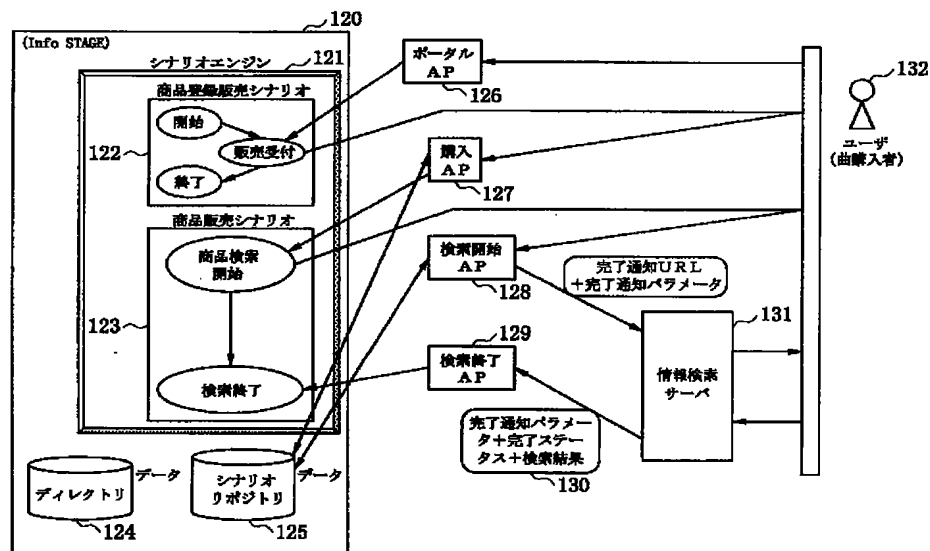 120
(Info STAGE)
シナリオエンジン
121
商品登録販売シナリオ
開始
122
販売受付
終了
商品販売シナリオ
商品検索
開始
123
検索終了
データ
ディレクトリ
124
データ
シナリオ
リポジトリ
125
ポータル
AP
126
購入
AP
127
検索開始
AP
128
完了通知URL
+完了通知パラメータ
129
検索終了
AP
131
情報検索
サーバ
完了通知パラメー
タ+完了ステー
タス+検索結果
130
132
ユーザ
(曲購入者)